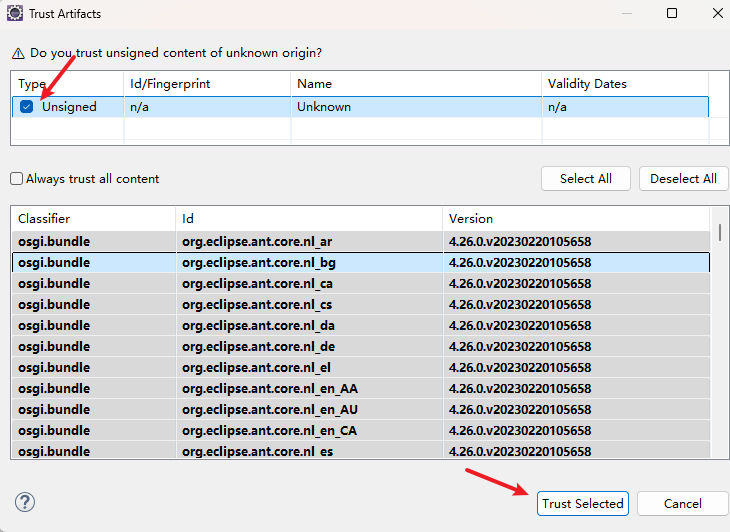 Trust Artifacts
Do you trust unsigned content of unknown origin?
Type Id/Fingerprint Name Validity Dates
Unsigned n/a Unknown n/a
Always trust all content Select All Deselect All
Classifier Id Version
osgi.bundle org.eclipse.ant.core.nl_ar 4.26.0.v20230220105658
osgi.bundle org.eclipse.ant.core.nl_bg 4.26.0.v20230220105658
osgi.bundle org.eclipse.ant.core.nl_ca 4.26.0.v20230220105658
osgi.bundle org.eclipse.ant.core.nl_cs 4.26.0.v20230220105658
osgi.bundle org.eclipse.ant.core.nl_da 4.26.0.v20230220105658
osgi.bundle org.eclipse.ant.core.nl_de 4.26.0.v20230220105658
osgi.bundle org.eclipse.ant.core.nl_el 4.26.0.v20230220105658
osgi.bundle org.eclipse.ant.core.nl_en_AA 4.26.0.v20230220105658
osgi.bundle org.eclipse.ant.core.nl_en_AU 4.26.0.v20230220105658
osgi.bundle org.eclipse.ant.core.nl_en_CA 4.26.0.v20230220105658
osgi.bundle org.eclipse.ant.core.nl_es 4.26.0.v20230220105658
? Trust Selected Cancel